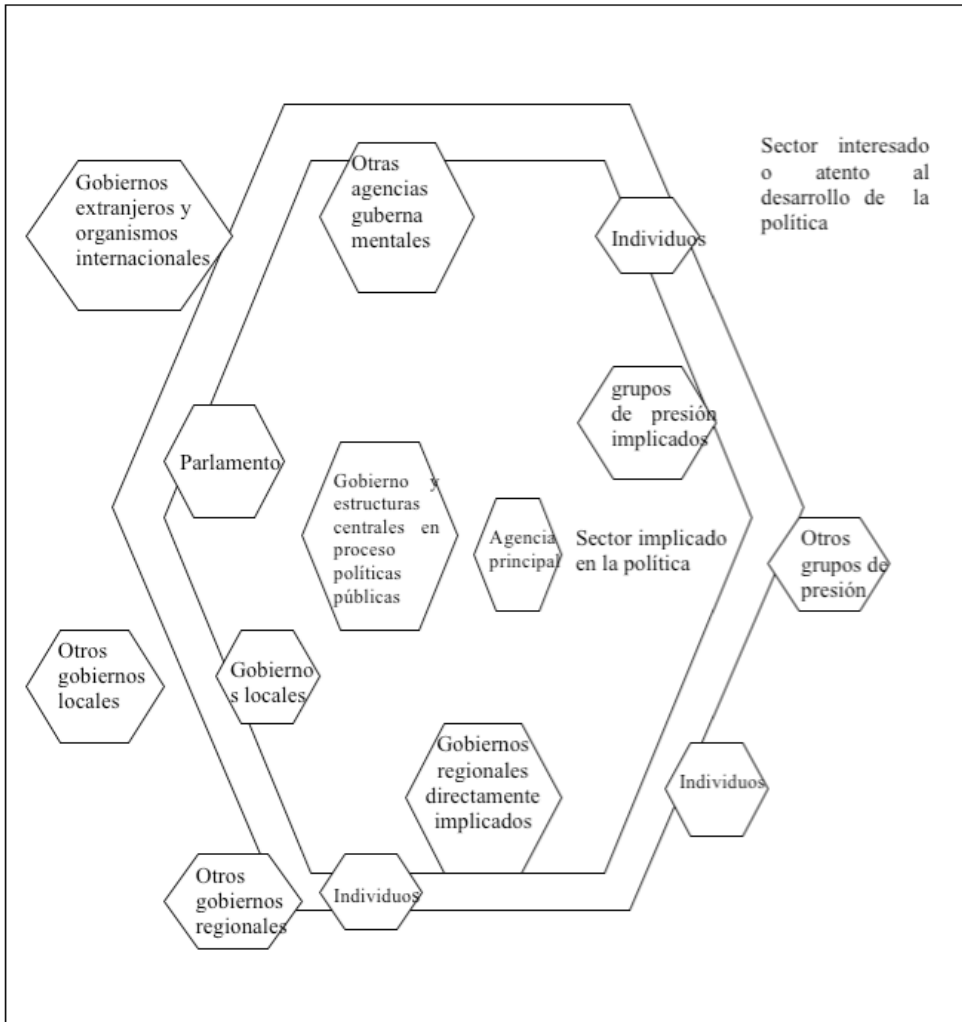 Sector interesado
o atento al
desarrollo de la
política
Gobiernos
extranjeros y
organismos
internacionales
Otras
agencias
guberna
mentales
Individuos
grupos
de presión
implicados
Parlamento
Gobierno y
estructuras
centrales en
proceso
políticas
públicas
Agencia
principal
Sector implicado
en la política
Otros
grupos de
presión
Otros
gobiernos
locales
Gobierno
s locales
Gobiernos
regionales
directamente
implicados
Individuos
Otros
gobiernos
regionales
Individuos